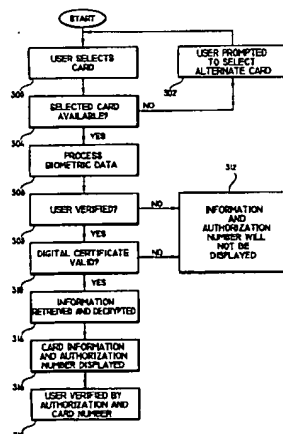 START
USER SELECTS
CARD
300
USER PROMPTED
TO SELECT
ALTERNATE CARD
302
SELECTED CARD
AVAILABLE?
NO
304
YES
PROCESS
BIOMETRIC DATA
306
312
USER VERIFIED?
NO
308
YES
INFORMATION
AND
AUTHORIZATION
NUMBER WILL
NOT BE
DISPLAYED
DIGITAL CERTIFICATE
VALID?
NO
310
YES
INFORMATION
RETRIEVED AND DECRYPTED
314
CARD INFORMATION
AND AUTHORIZATION
NUMBER DISPLAYED
316
USER VERIFIED BY
AUTHORIZATION AND
CARD NUMBER